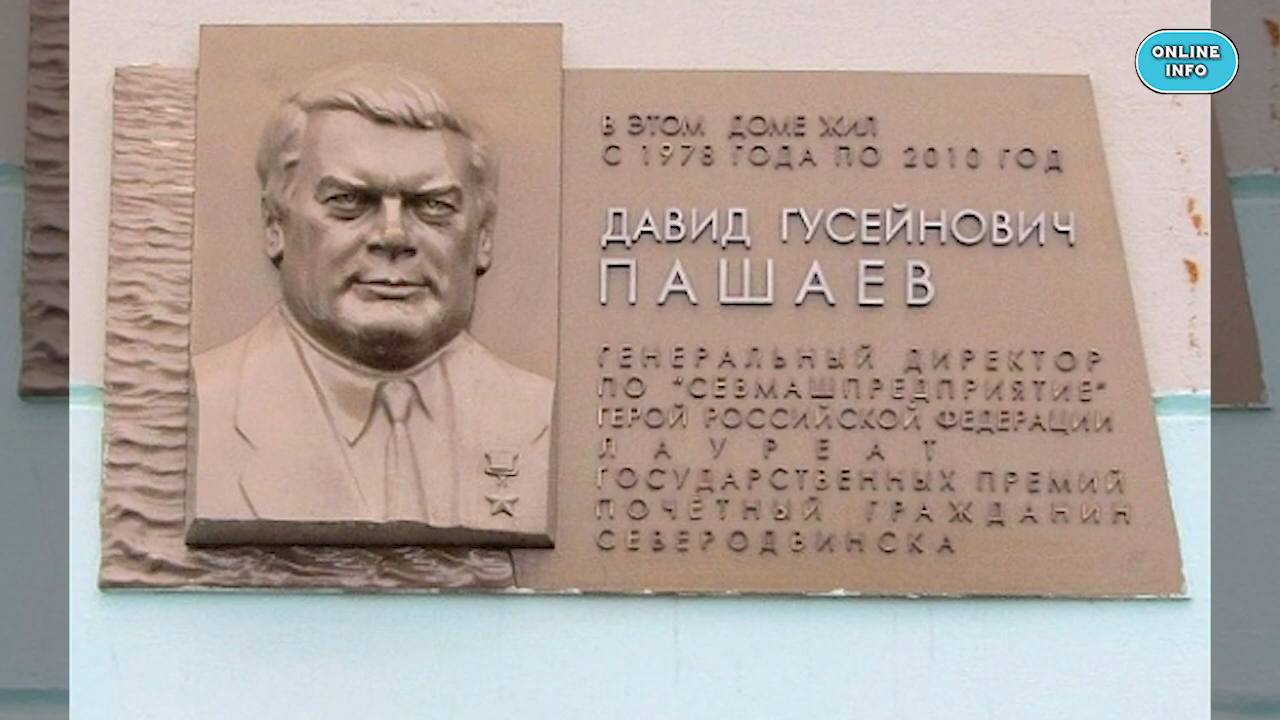 В ЭТОМ ДОМЕ ЖИЛ
С 1978 ГОДА ПО 2010 ГОД
ДАВИД ГУСЕЙНОВИЧ
ПАШАЕВ
ГЕНЕРАЛЬНЫЙ ДИРЕКТОР
ПО "СЕВМАШПРЕДПРИЯТИЕ"
ГЕРОЙ РОССИЙСКОЙ ФЕДЕРАЦИИ
ЛАУРЕАТ
ГОСУДАРСТВЕННЫХ ПРЕМИЙ
ПОЧЁТНЫЙ ГРАЖДАНИН
СЕВЕРОДВИНСКА
ONLINE
INFO